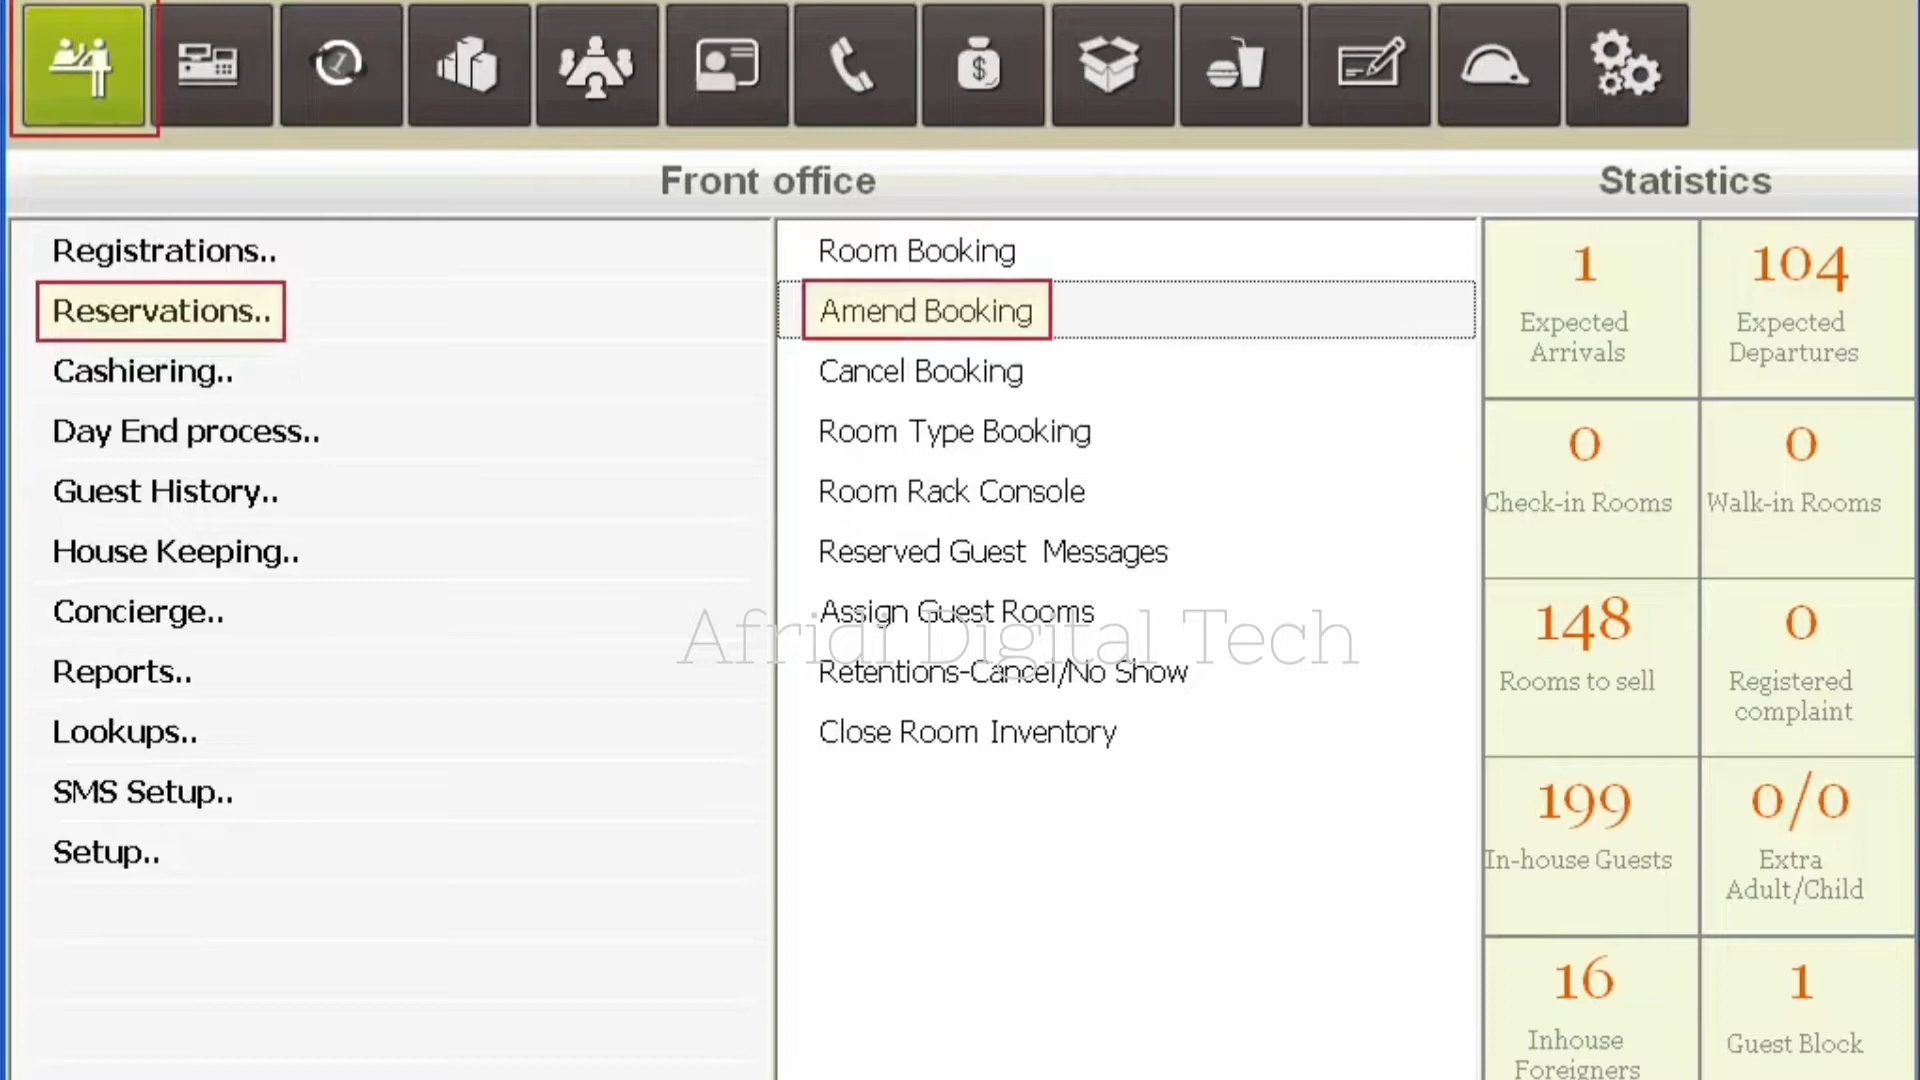 Front office
Statistics
Registrations..
Reservations..
Cashiering..
Day End process..
Guest History..
House Keeping..
Concierge..
Reports..
Lookups..
SMS Setup..
Setup..
Room Booking
Amend Booking
Cancel Booking
Room Type Booking
Room Rack Console
Reserved Guest Messages
Assign Guest Rooms
Retentions-Cancel/No Show
Close Room Inventory
Afridi Digital Tech
1
Expected
Arrivals
104
Expected
Departures
0
Check-in Rooms
0
Walk-in Rooms
148
Rooms to sell
0
Registered
complaint
199
In-house Guests
0/0
Extra
Adult/Child
16
Inhouse
Foreigners
1
Guest Block